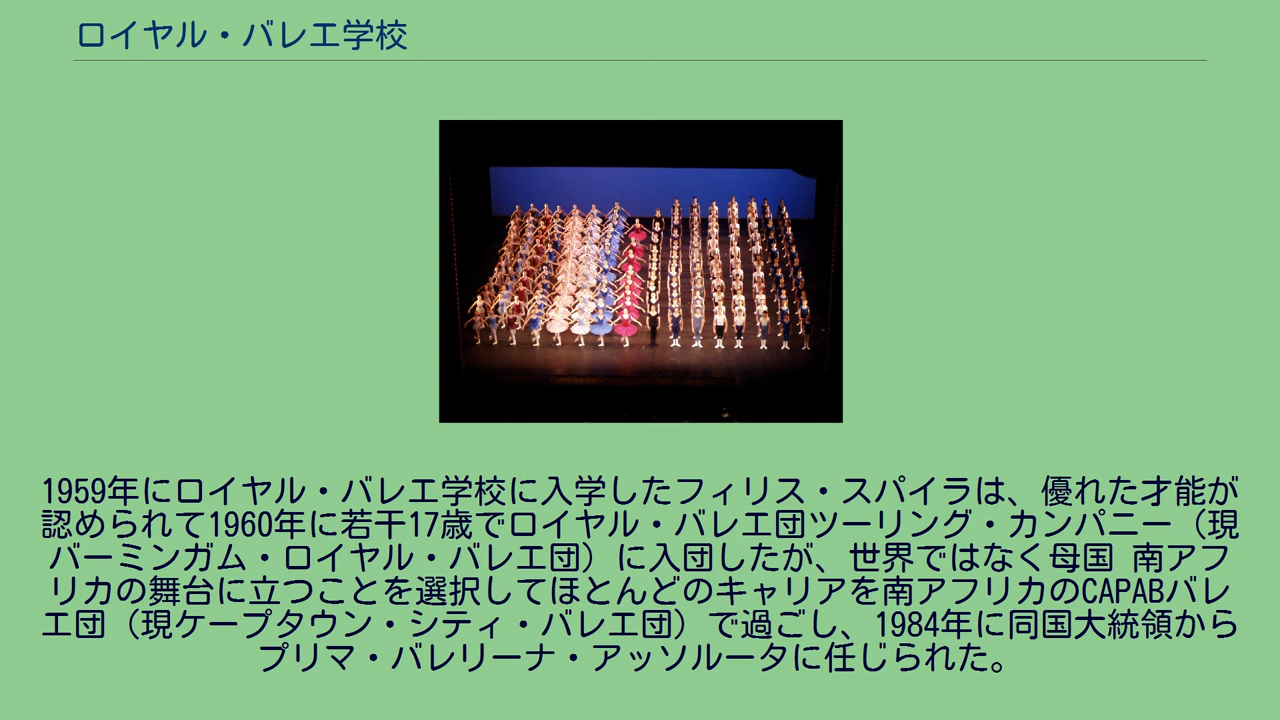 ロイヤル・バレエ学校
1959年にロイヤル・バレエ学校に入学したフィリス・スパイラは、優れた才能が
認められて1960年に若干17歳でロイヤル・バレエ団ツーリング・カンパニー（現
バーミンガム・ロイヤル・バレエ団）に入団したが、世界ではなく母国 南アフ
リカの舞台に立つことを選択してほとんどのキャリアを南アフリカのCAPABバレ
エ団（現ケープタウン・シティ・バレエ団）で過ごし、1984年に同国大統領から
プリマ・バレリーナ・アッソルータに任じられた。